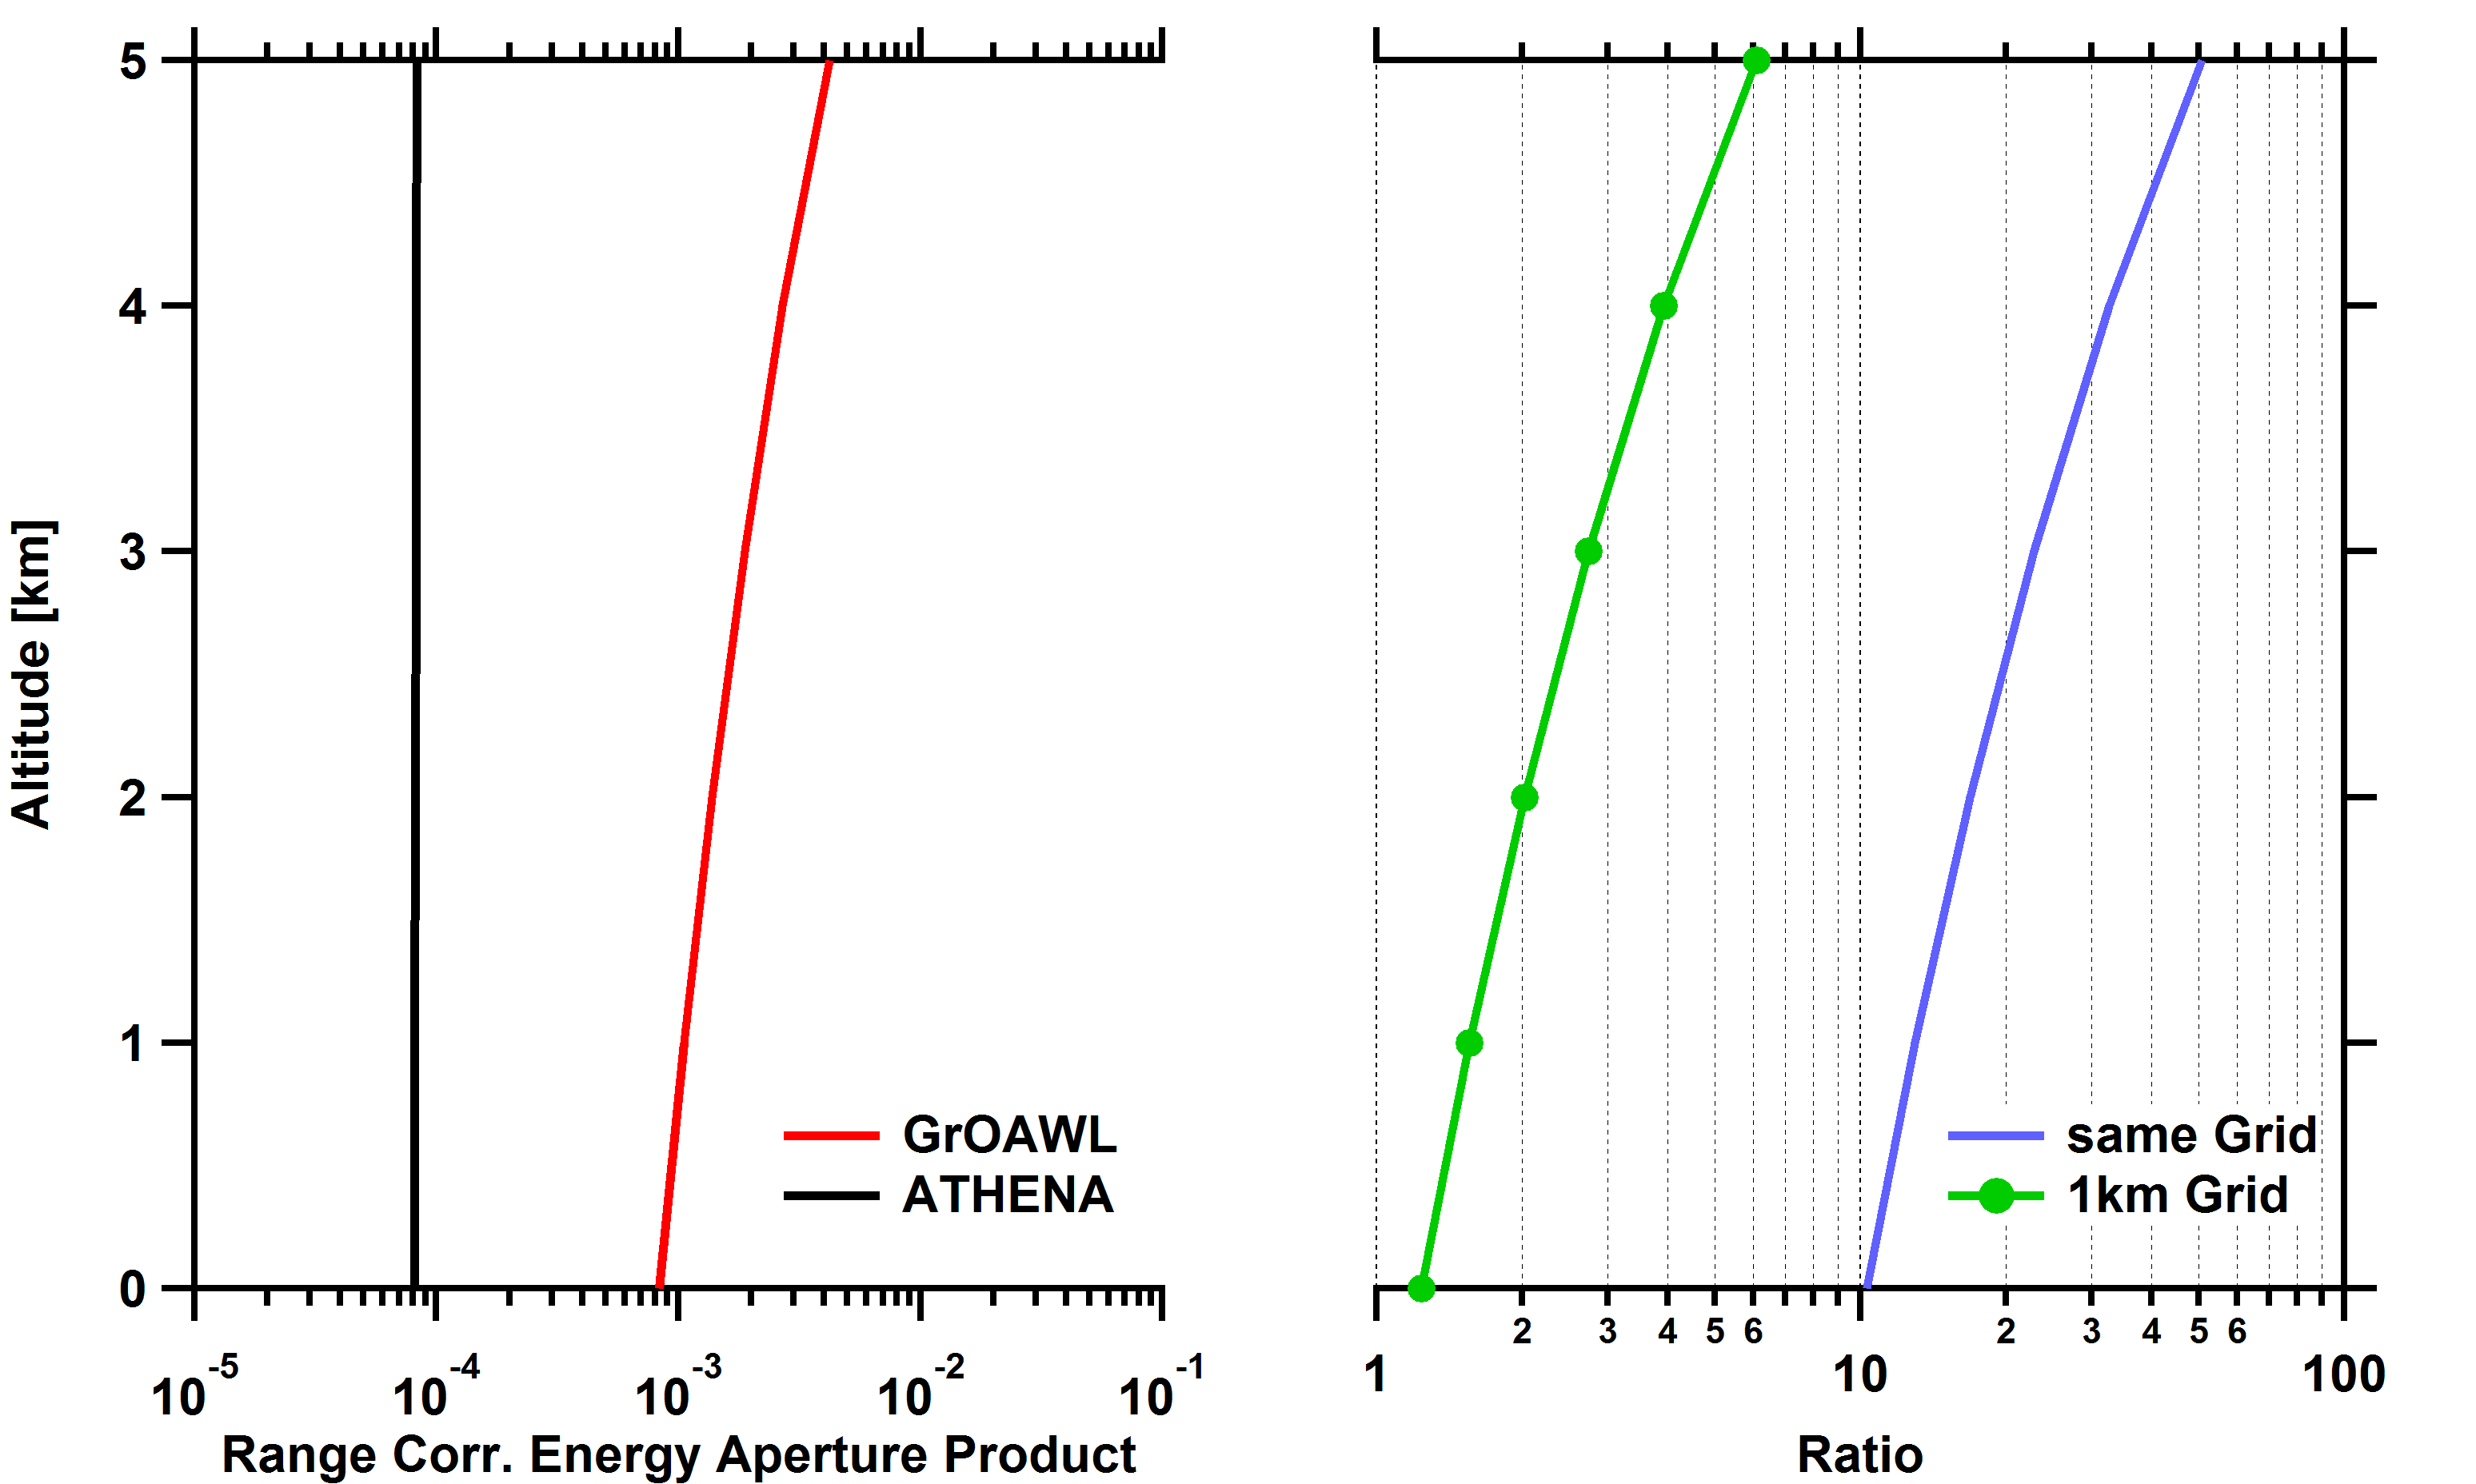 5
4
3
2
1
0
Altitude [km]
GrOAWL
ATHENA
10^-5 10^-4 10^-3 10^-2 10^-1
Range Corr. Energy Aperture Product
same Grid
1km Grid
2 3 4 5 6 2 3 4 5 6
1 10 100
Ratio